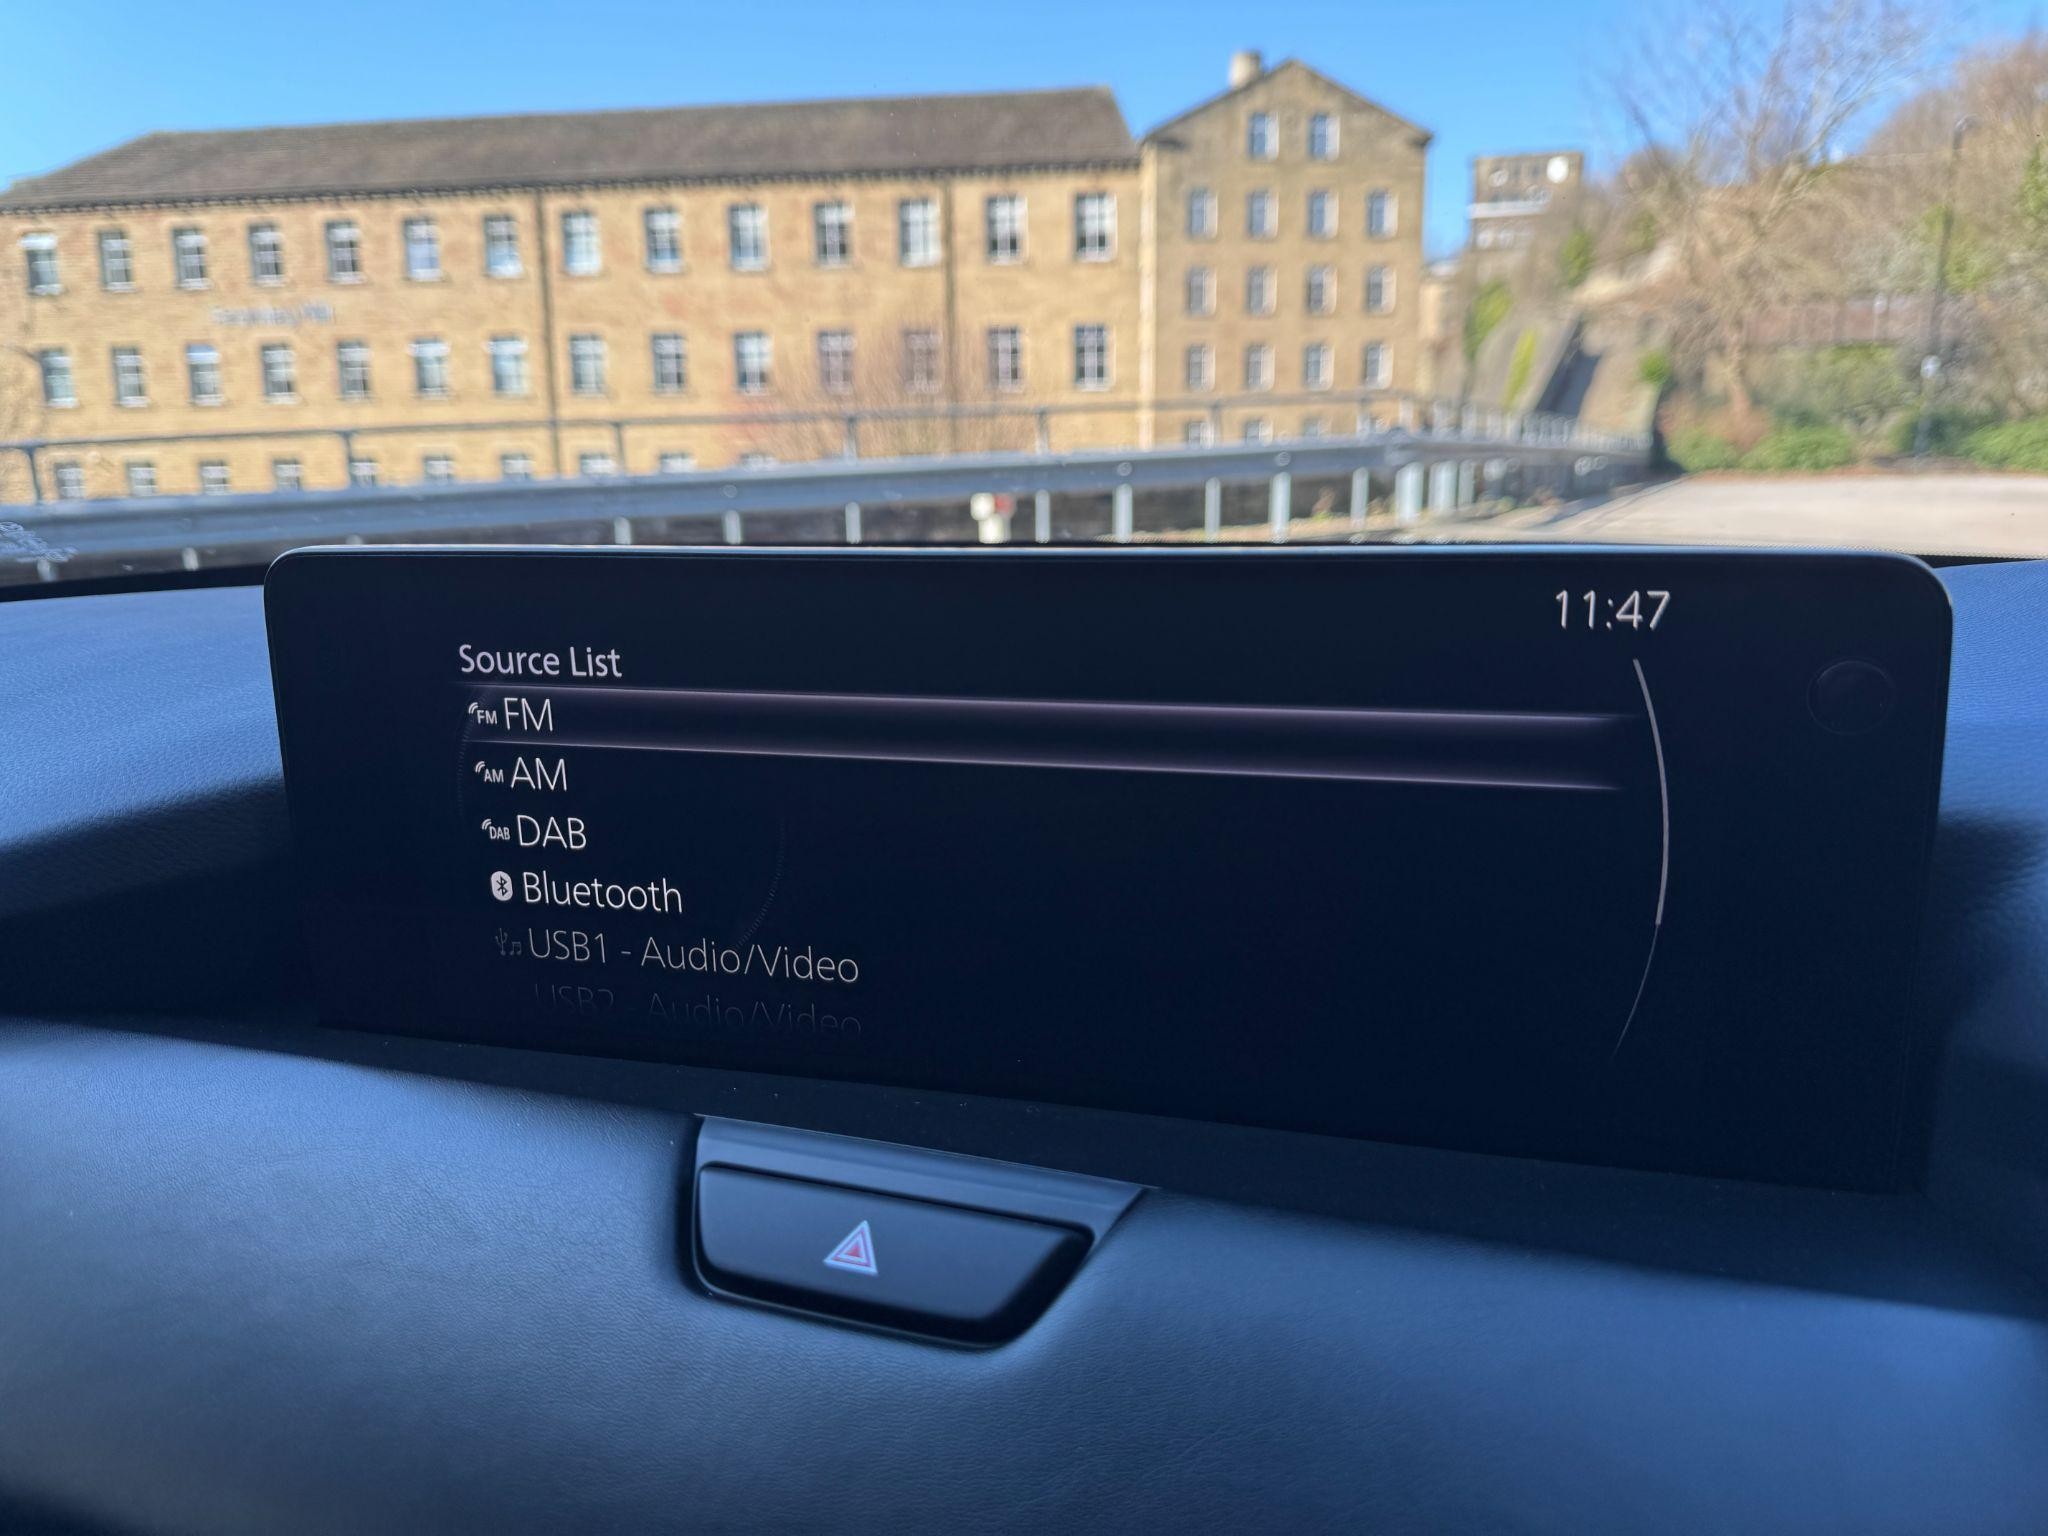 11:47
Source List
FM FM
AM AM
DAB DAB
Bluetooth
USB1 - Audio/Video
USB2 - Audio/Video